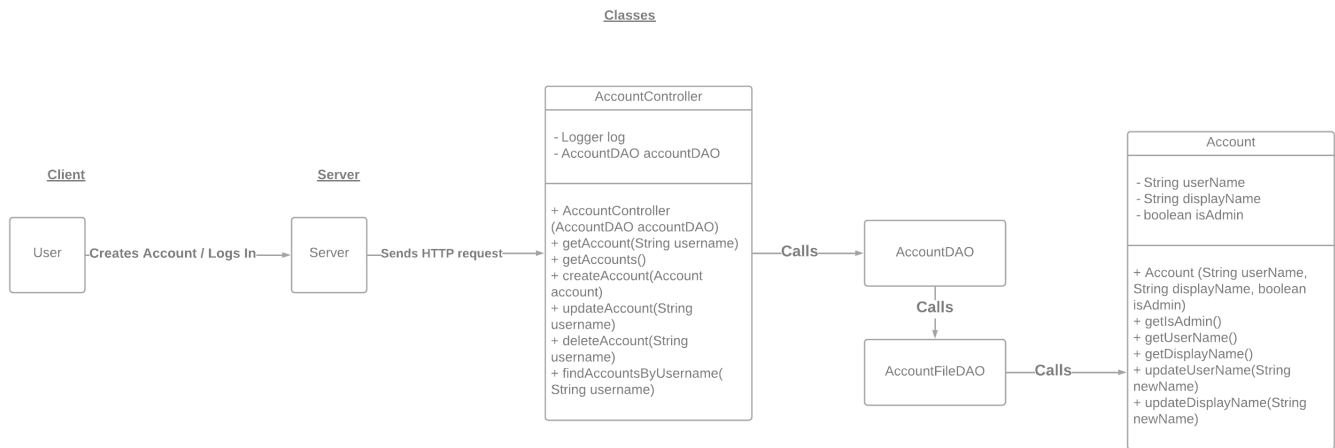 Classes
Client
User
Creates Account / Logs In
Server
Server
Sends HTTP request
AccountController
- Logger log
- AccountDAO accountDAO
+ AccountController
(AccountDAO accountDAO)
+ getAccount(String username)
+ getAccounts()
+ createAccount(Account
account)
+ updateAccount(String
username)
+ deleteAccount(String
username)
+ findAccountsByUsername(
String username)
Calls
AccountDAO
Calls
AccountFileDAO
Calls
Account
- String userName
- String displayName
- boolean isAdmin
+ Account (String userName,
String displayName, boolean
isAdmin)
+ getIsAdmin()
+ getUserName()
+ getDisplayName()
+ updateUserName(String
newName)
+ updateDisplayName(String
newName)